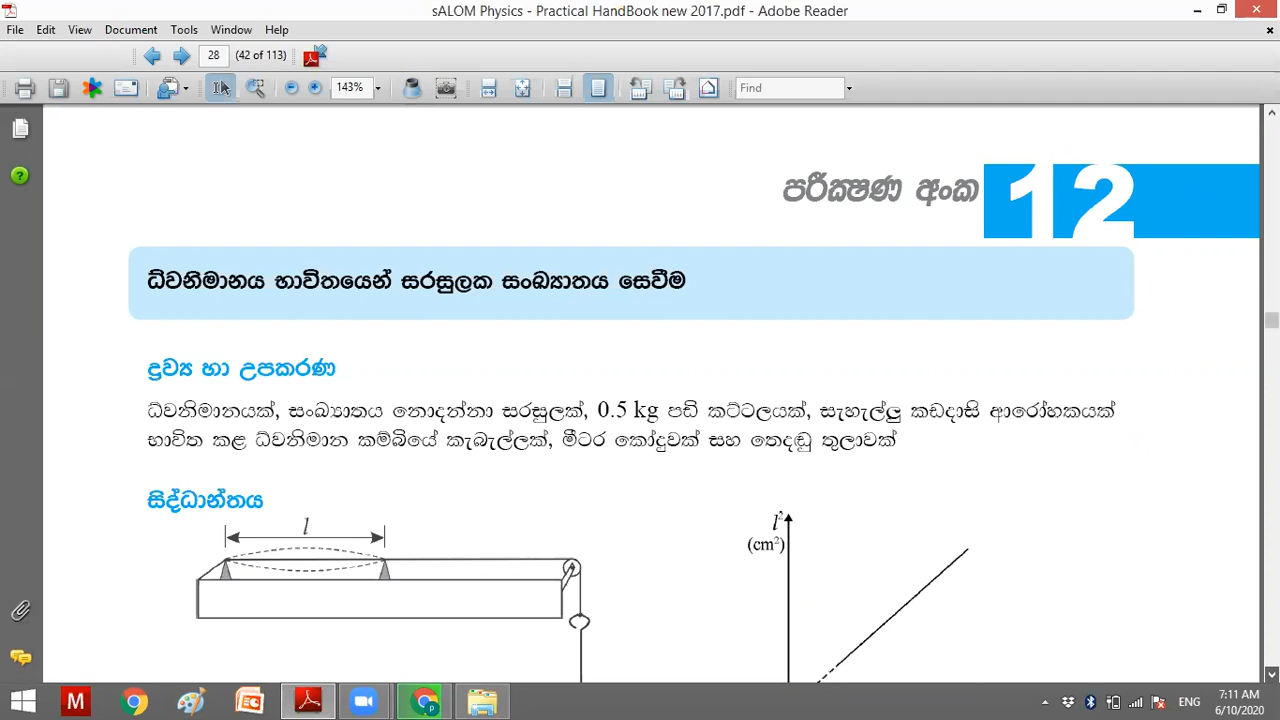 sALOM Physics - Practical HandBook new 2017.pdf - Adobe Reader
File Edit View Document Tools Window Help
28 (42 of 113)
143% Find
පරීක්ෂණ අංක 12
ධ්වනිමානය භාවිතයෙන් සරසුලක සංඛ්‍යාතය සෙවීම
ද්‍රව්‍ය හා උපකරණ
ධ්වනිමානයක්, සංඛ්‍යාතය නොදන්නා සරසුලක්, 0.5 kg පඩි කට්ටලයක්, සැහැල්ලු කඩදාසි ආරෝහකයක්
භාවිත කළ ධ්වනිමාන කම්බියේ කැබැල්ලක්, මීටර කෝදුවක් සහ තෙදඬු තුලාවක්
සිද්ධාන්තය
l
l²
(cm²)
ENG
7:11 AM
6/10/2020